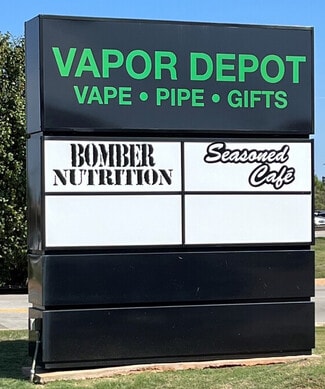 VAPOR DEPOT
VAPE • PIPE • GIFTS
BOMBER
NUTRITION
Seasoned
Café